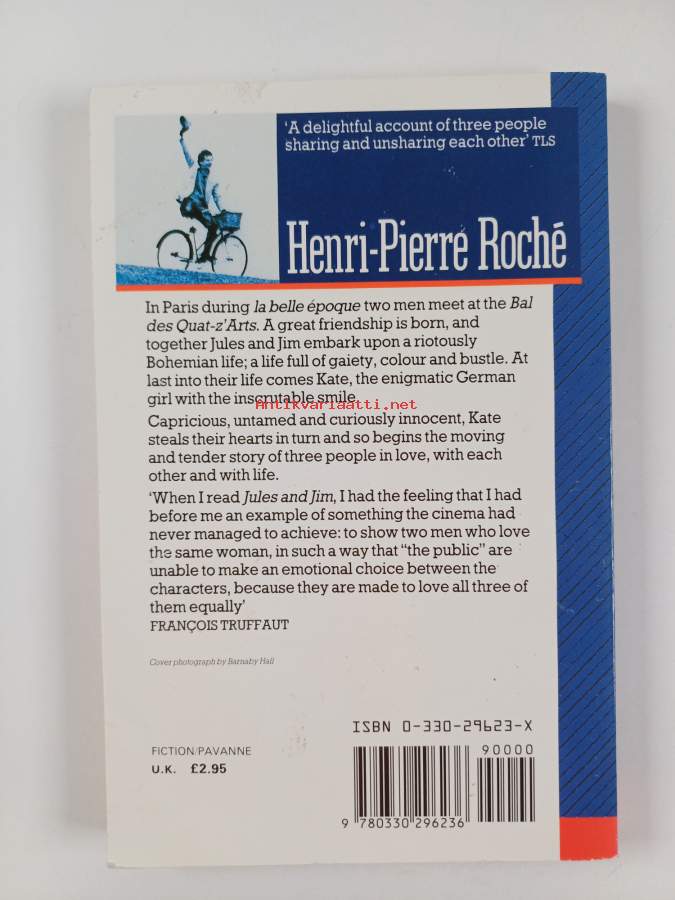 ‘A delightful account of three people
sharing and unsharing each other’ TLS
Henri-Pierre Roché
In Paris during la belle époque two men meet at the Bal
des Quat-z’Arts. A great friendship is born, and
together Jules and Jim embark upon a riotously
Bohemian life; a life full of gaiety, colour and bustle. At
last into their life comes Kate, the enigmatic German
girl with the inscrutable smile.
Antikvariaatti.net
Capricious, untamed and curiously innocent, Kate
steals their hearts in turn and so begins the moving
and tender story of three people in love, with each
other and with life.
‘When I read Jules and Jim, I had the feeling that I had
before me an example of something the cinema had
never managed to achieve: to show two men who love
the same woman, in such a way that “the public” are
unable to make an emotional choice between the
characters, because they are made to love all three of
them equally’
FRANÇOIS TRUFFAUT
Cover photograph by Barnaby Hall
ISBN 0-330-29623-X
FICTION/PAVANNE
U.K. £2.95
90000
9 780330 296236